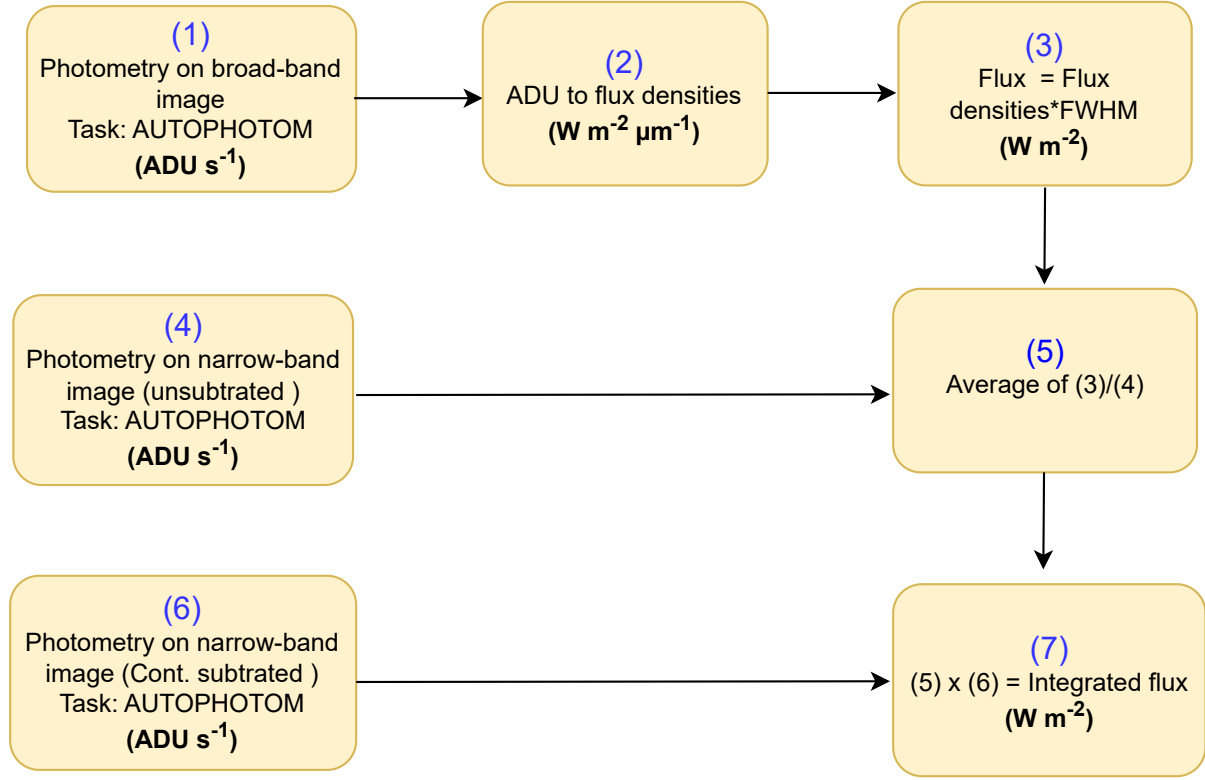 (1)
Photometry on broad-band
image
Task: AUTOPHOTOM
(ADU s⁻¹)
(2)
ADU to flux densities
(W m⁻² µm⁻¹)
(3)
Flux = Flux
densities*FWHM
(W m⁻²)
(4)
Photometry on narrow-band
image (unsubtrated )
Task: AUTOPHOTOM
(ADU s⁻¹)
(5)
Average of (3)/(4)
(6)
Photometry on narrow-band
image (Cont. subtrated )
Task: AUTOPHOTOM
(ADU s⁻¹)
(7)
(5) x (6) = Integrated flux
(W m⁻²)